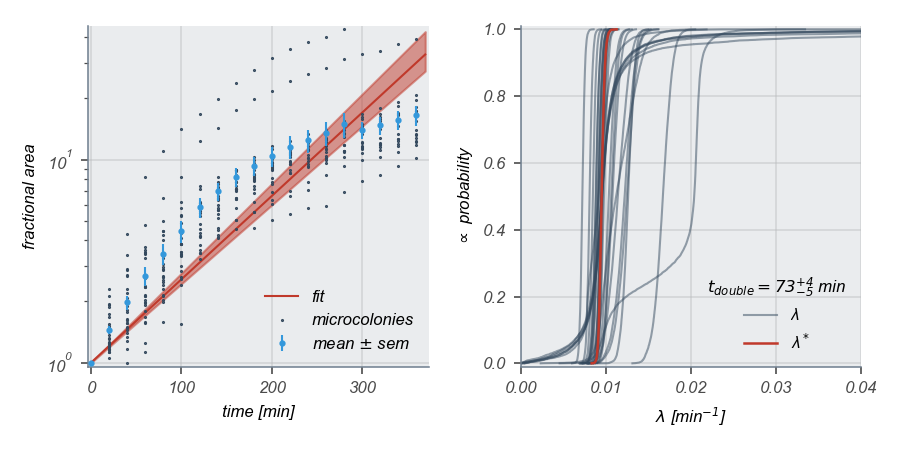 fractional area
10^1
10^0
0
100
200
300
time [min]
fit
microcolonies
mean ± sem
∝ probability
1.0
0.8
0.6
0.4
0.2
0.0
0.00
0.01
0.02
0.03
0.04
λ [min^−1]
t_double = 73^+4_−5 min
λ
λ*